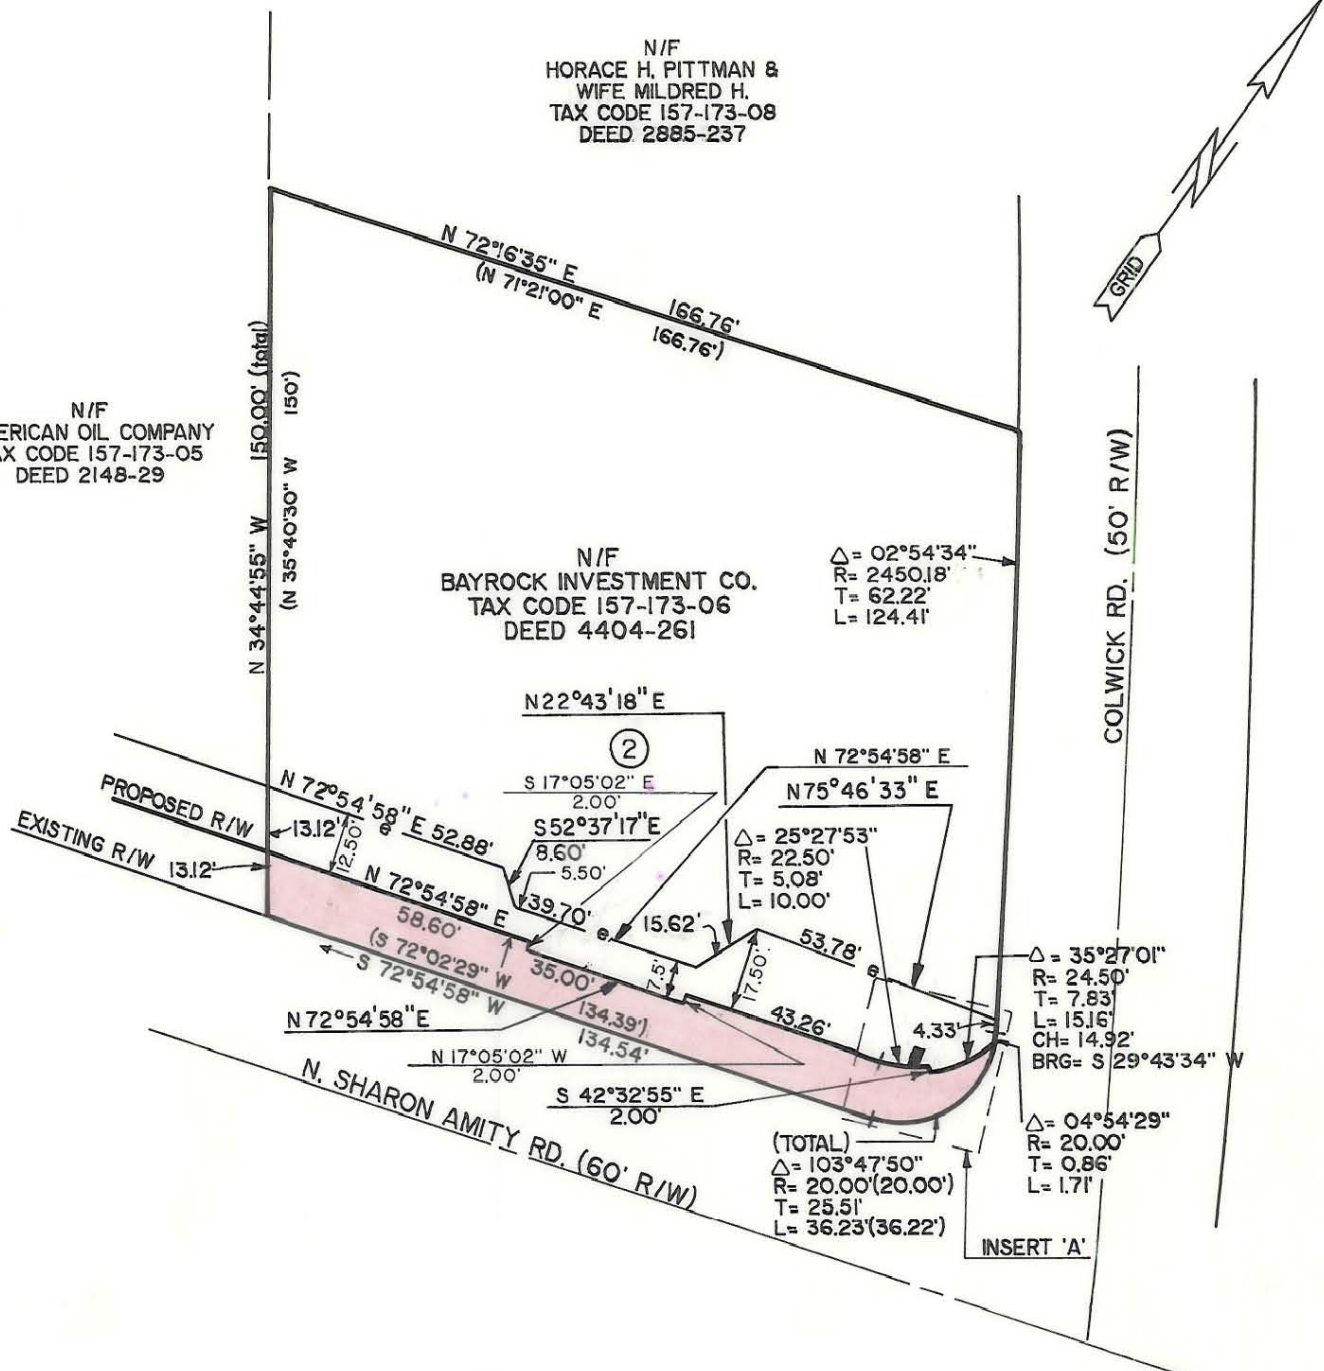 N/F
HORACE H. PITTMAN &
WIFE MILDRED H.
TAX CODE 157-173-08
DEED 2885-237
N
GRID
N 72°16'35" E 166.76'
(N 71°21'00" E 166.76')
N 34°44'55" W 150.00' (total)
(N 35°40'30" W 150')
N/F
ERICAN OIL COMPANY
AX CODE 157-173-05
DEED 2148-29
N/F
BAYROCK INVESTMENT CO.
TAX CODE 157-173-06
DEED 4404-261
△= 02°54'34"
R= 2450.18'
T= 62.22'
L= 124.41'
COLWICK RD. (50' R/W)
N22°43'18" E
2
N 72°54'58" E
S 17°05'02" E
2.00'
N75°46'33" E
PROPOSED R/W
EXISTING R/W
13.12'
13.12'
N 72°54'58" E 52.88'
e
12.50'
S52°37'17"E
8.60'
5.50'
△= 25°27'53"
R= 22.50'
T= 5.08'
L= 10.00'
N 72°54'58" E
58.60'
39.70'
e
15.62'
53.78'
e
(S 72°02'29" W 134.39')
S 72°54'58" W 134.54'
35.00'
7.5'
17.50'
43.26'
4.33'
△= 35°27'01"
R= 24.50'
T= 7.83'
L= 15.16'
CH= 14.92'
BRG= S 29°43'34" W
N72°54'58"E
N 17°05'02" W
2.00'
S 42°32'55" E
2.00'
N. SHARON AMITY RD. (60' R/W)
(TOTAL)
△= 103°47'50"
R= 20.00'(20.00')
T= 25.51'
L= 36.23'(36.22')
△= 04°54'29"
R= 20.00'
T= 0.86'
L= 1.71'
INSERT 'A'